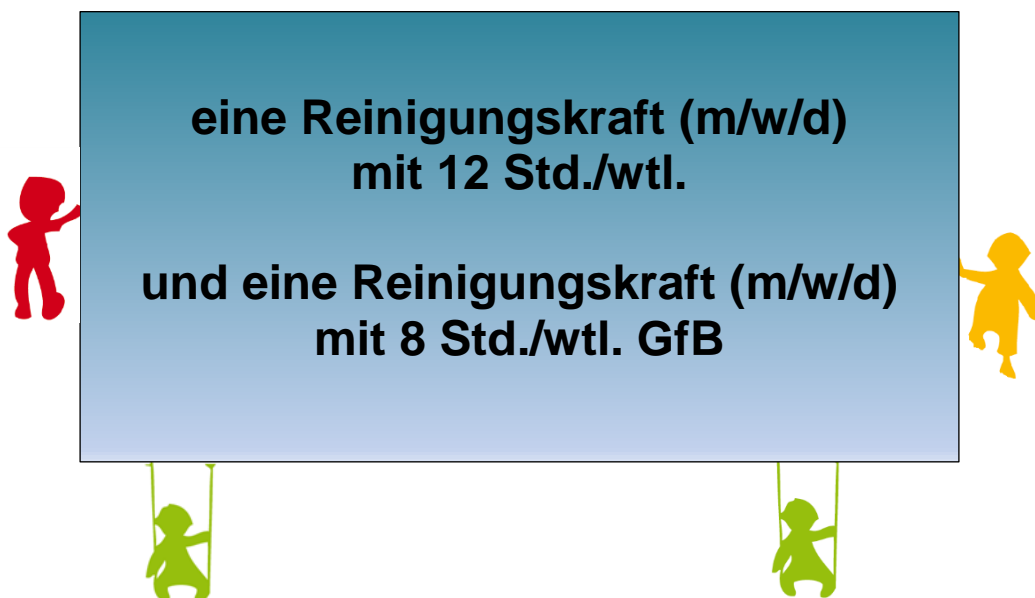 eine Reinigungskraft (m/w/d)
mit 12 Std./wtl.
und eine Reinigungskraft (m/w/d)
mit 8 Std./wtl. GfB